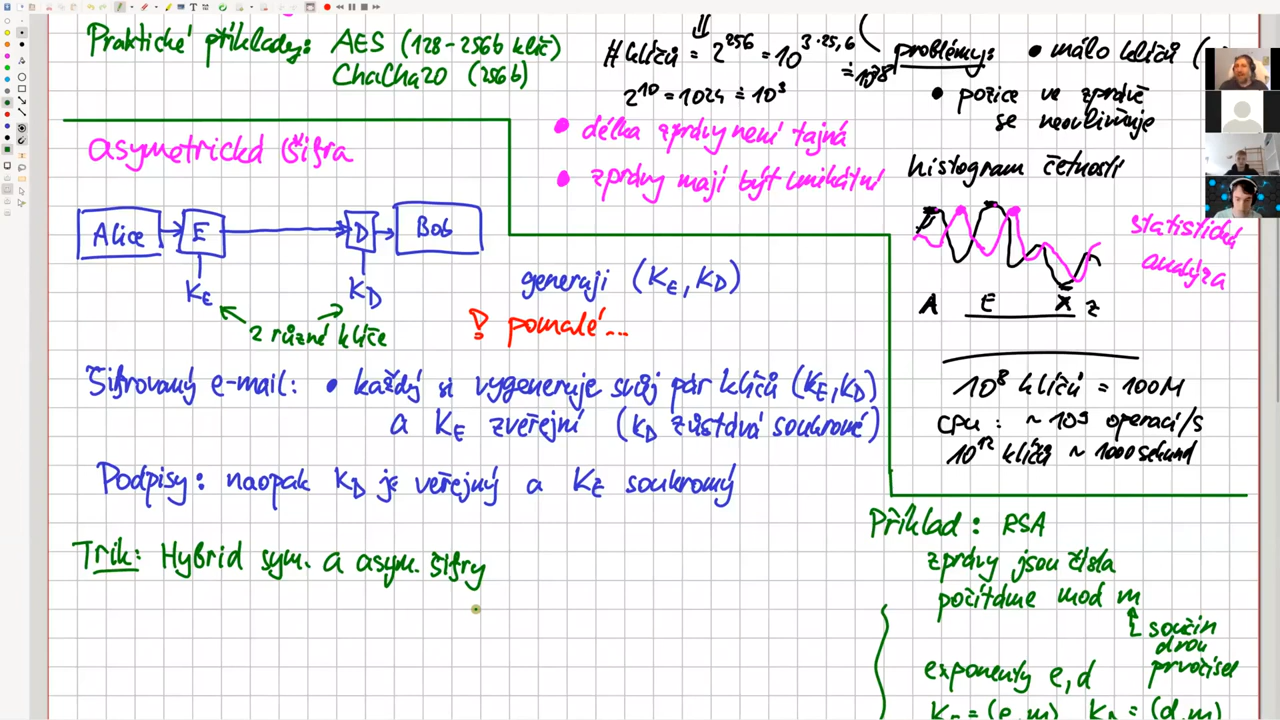 Praktické příklady: AES (128-256b klíč)
ChaCha20 (256b)
#klíčů = 2^256 = 10^3·25,6
≐ 10^78
2^10 = 1024 ≐ 10^3
problémy: • málo klíčů (
• pozice ve zprávě
se neovlivňuje
• délka zprávy není tajná
• zprávy mají být unikátní
histogram četností
statistická
analýza
A E X Z
10^8 klíčů = 100M
CPU: ~10^9 operací/s
10^12 klíčů ~ 1000 sekund
asymetrická šifra
Alice E D Bob
K_E K_D
2 různé klíče
generuji (K_E, K_D)
! pomalé...
Šifrovaný e-mail: • každý si vygeneruje svůj pár klíčů (K_E, K_D)
a K_E zveřejní (K_D zůstává soukromé)
Podpisy: naopak K_D je veřejný a K_E soukromý
Trik: Hybrid sym. a asym. šifry
Příklad: RSA
zprávy jsou čísla
počítáme mod m
součin
dvou
prvočísel
exponenty e, d
= (e, m) = (d, m)